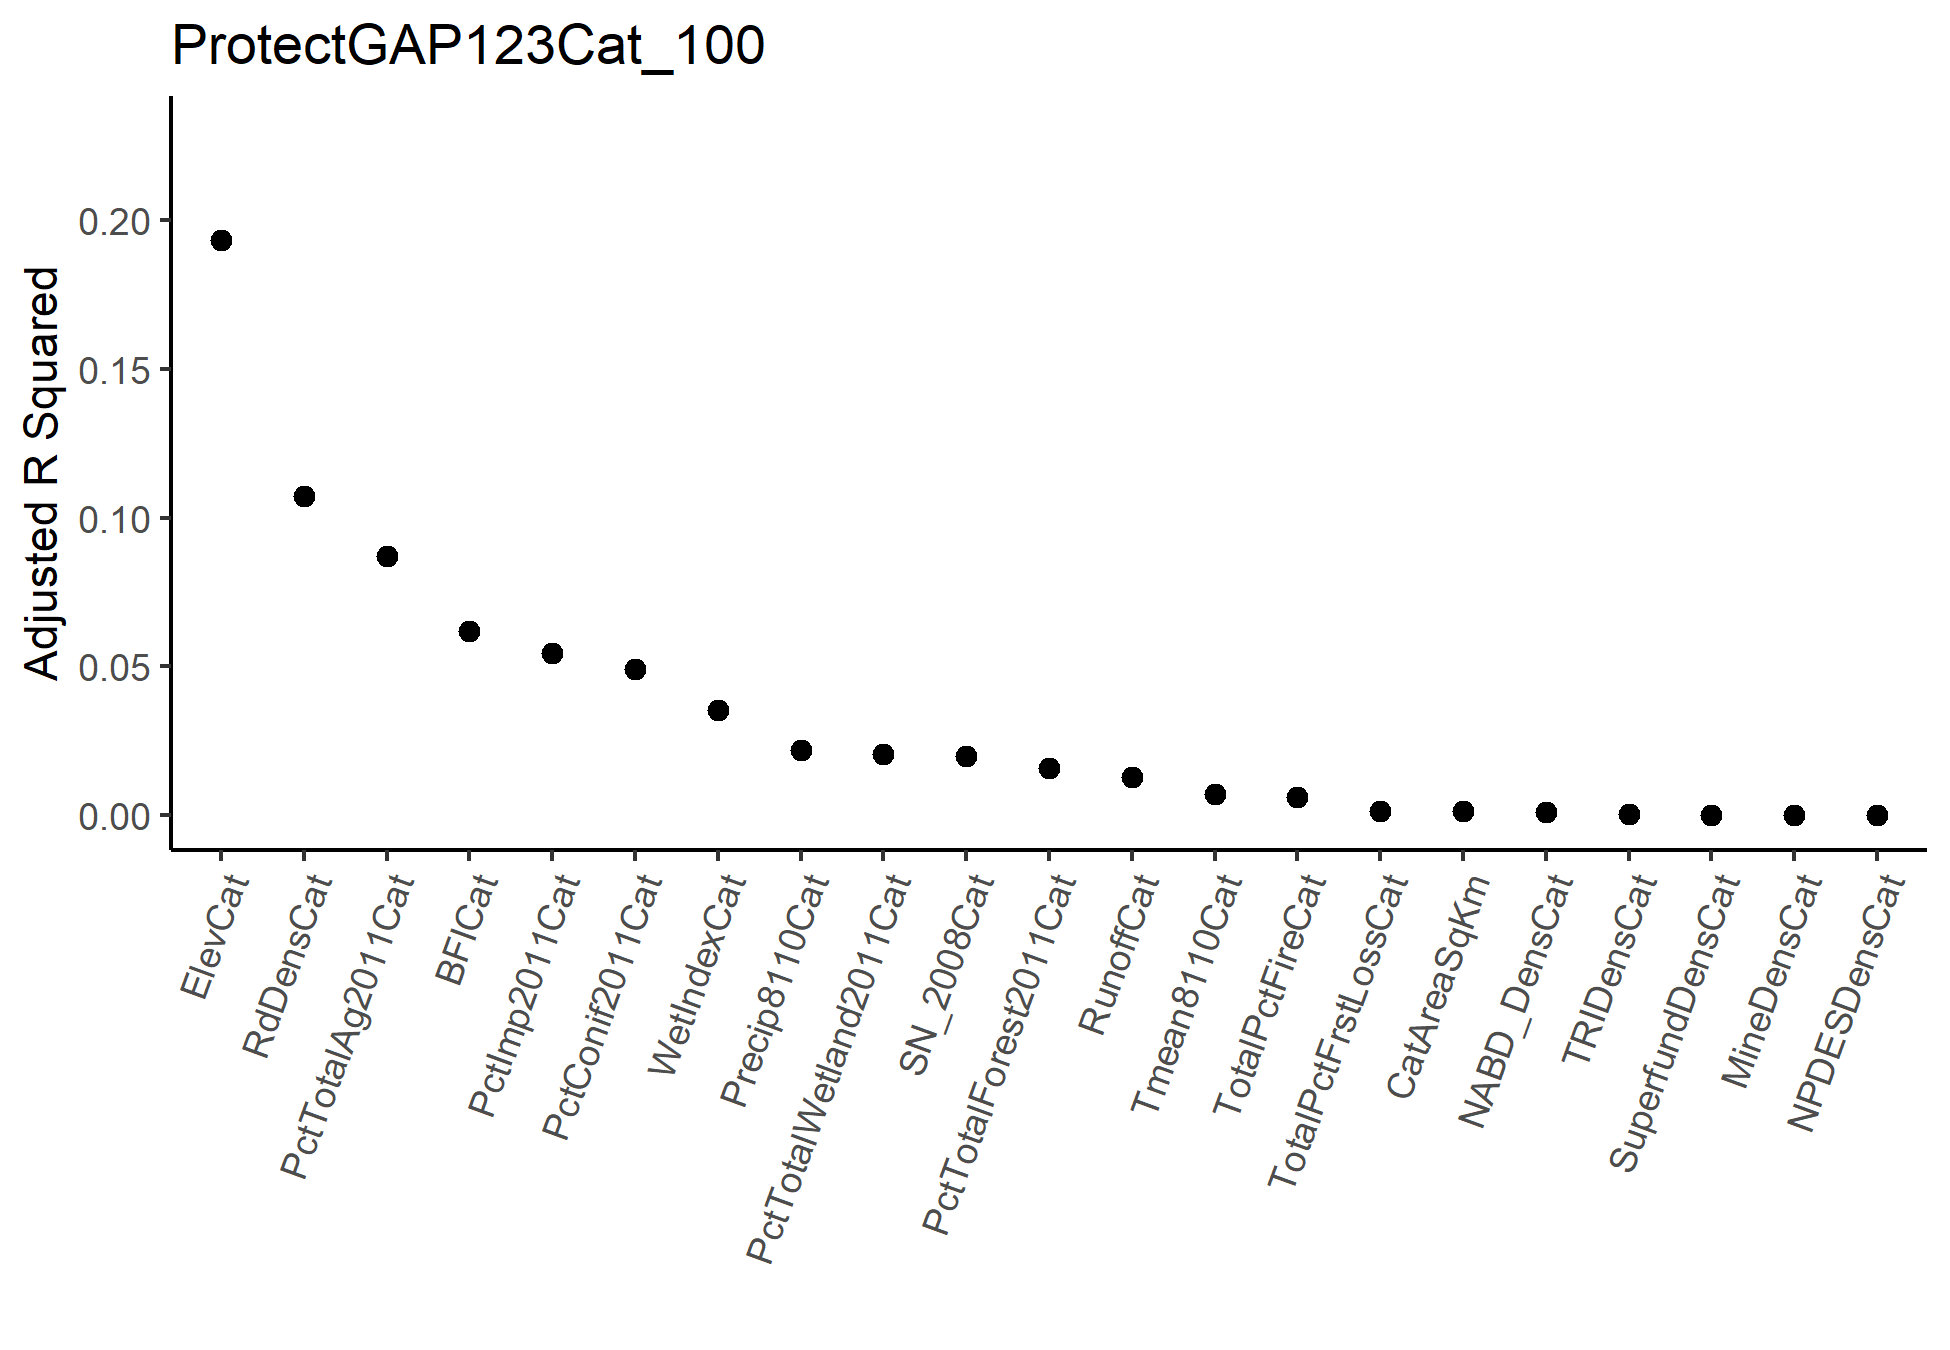 ProtectGAP123Cat_100
Adjusted R Squared
0.20
0.15
0.10
0.05
0.00
ElevCat
RdDensCat
PctTotalAg2011Cat
BFICat
PctImp2011Cat
PctConif2011Cat
WetIndexCat
Precip8110Cat
PctTotalWetland2011Cat
SN_2008Cat
PctTotalForest2011Cat
RunoffCat
Tmean8110Cat
TotalPctFireCat
TotalPctFrstLossCat
CatAreaSqKm
NABD_DensCat
TRIDensCat
SuperfundDensCat
MineDensCat
NPDESDensCat